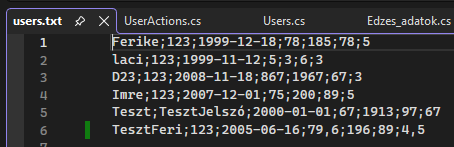 users.txt UserActions.cs Users.cs Edzes_adatok.cs
1 Ferike;123;1999-12-18;78;185;78;5
2 laci;123;1999-11-12;5;3;6;3
3 D23;123;2008-11-18;867;1967;67;3
4 Imre;123;2007-12-01;75;200;89;5
5 Teszt;TesztJelszó;2000-01-01;67;1913;97;67
6 TesztFeri;123;2005-06-16;79,6;196;89;4,5